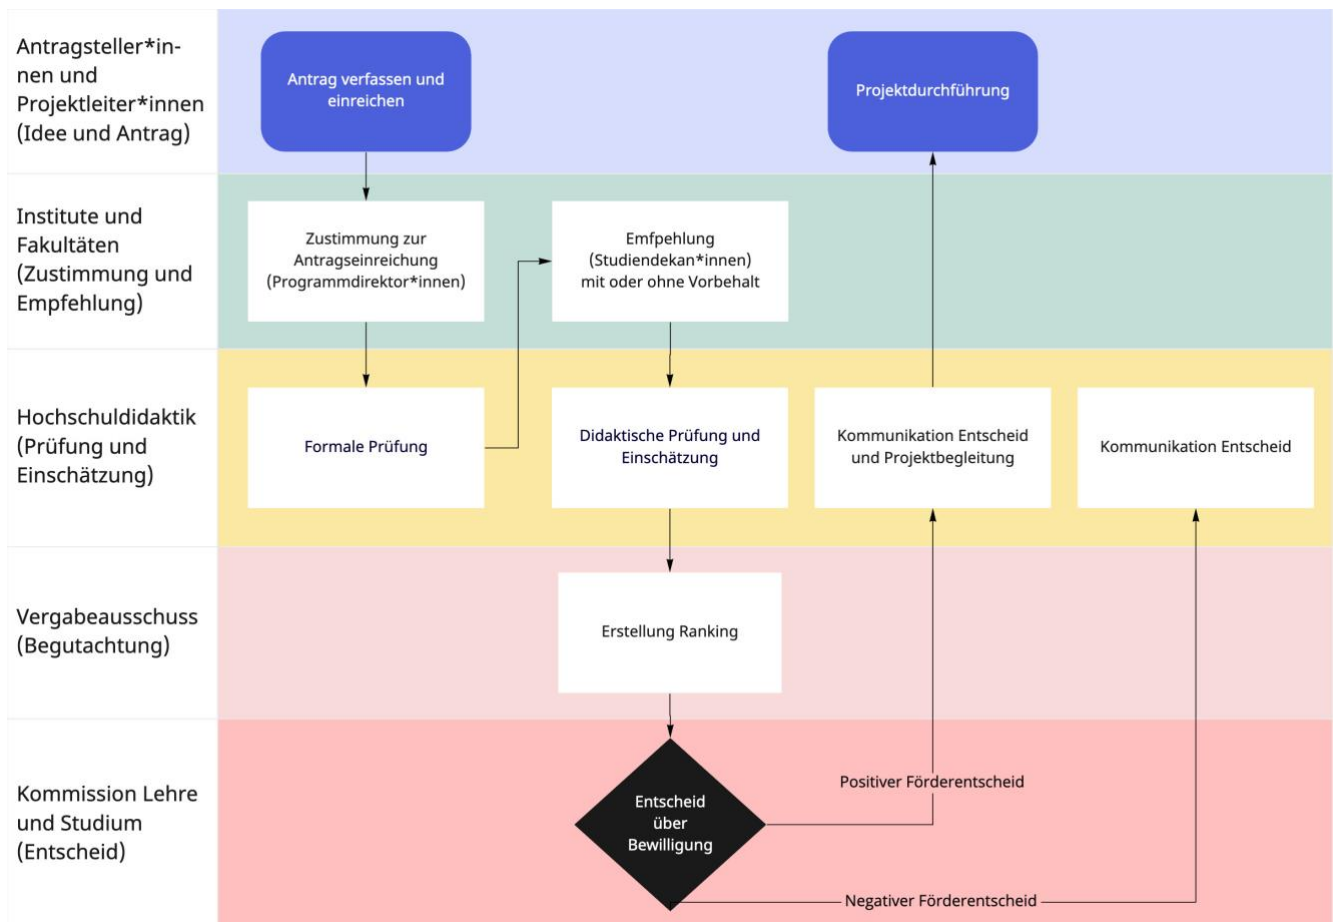 Antragsteller*in-
nen und
Projektleiter*innen
(Idee und Antrag)
Antrag verfassen und
einreichen
Projektdurchführung
Institute und
Fakultäten
(Zustimmung und
Empfehlung)
Zustimmung zur
Antragseinreichung
(Programmdirektor*innen)
Emfpehlung
(Studiendekan*innen)
mit oder ohne Vorbehalt
Hochschuldidaktik
(Prüfung und
Einschätzung)
Formale Prüfung
Didaktische Prüfung und
Einschätzung
Kommunikation Entscheid
und Projektbegleitung
Kommunikation Entscheid
Vergabeausschuss
(Begutachtung)
Erstellung Ranking
Kommission Lehre
und Studium
(Entscheid)
Entscheid
über
Bewilligung
Positiver Förderentscheid
Negativer Förderentscheid